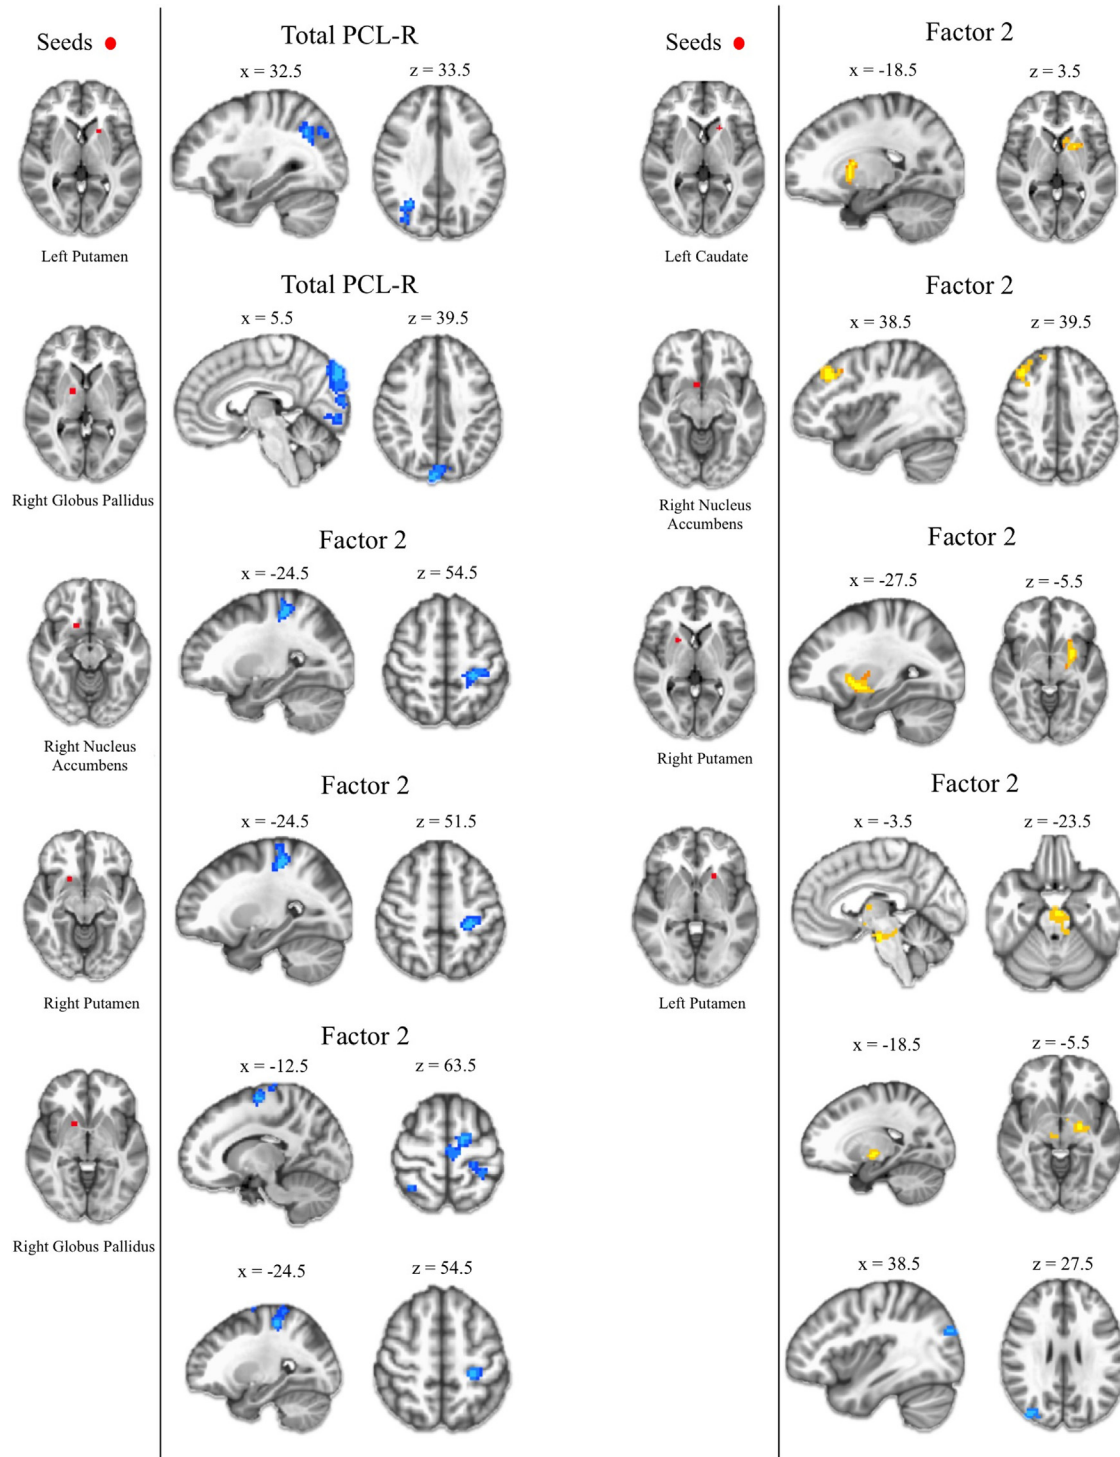 Seeds
Total PCL-R
x = 32.5
z = 33.5
Left Putamen
Total PCL-R
x = 5.5
z = 39.5
Right Globus Pallidus
Factor 2
x = -24.5
z = 54.5
Right Nucleus
Accumbens
Factor 2
x = -24.5
z = 51.5
Right Putamen
Factor 2
x = -12.5
z = 63.5
Right Globus Pallidus
x = -24.5
z = 54.5
Seeds
Factor 2
x = -18.5
z = 3.5
Left Caudate
Factor 2
x = 38.5
z = 39.5
Right Nucleus
Accumbens
Factor 2
x = -27.5
z = -5.5
Right Putamen
Factor 2
x = -3.5
z = -23.5
Left Putamen
x = -18.5
z = -5.5
x = 38.5
z = 27.5